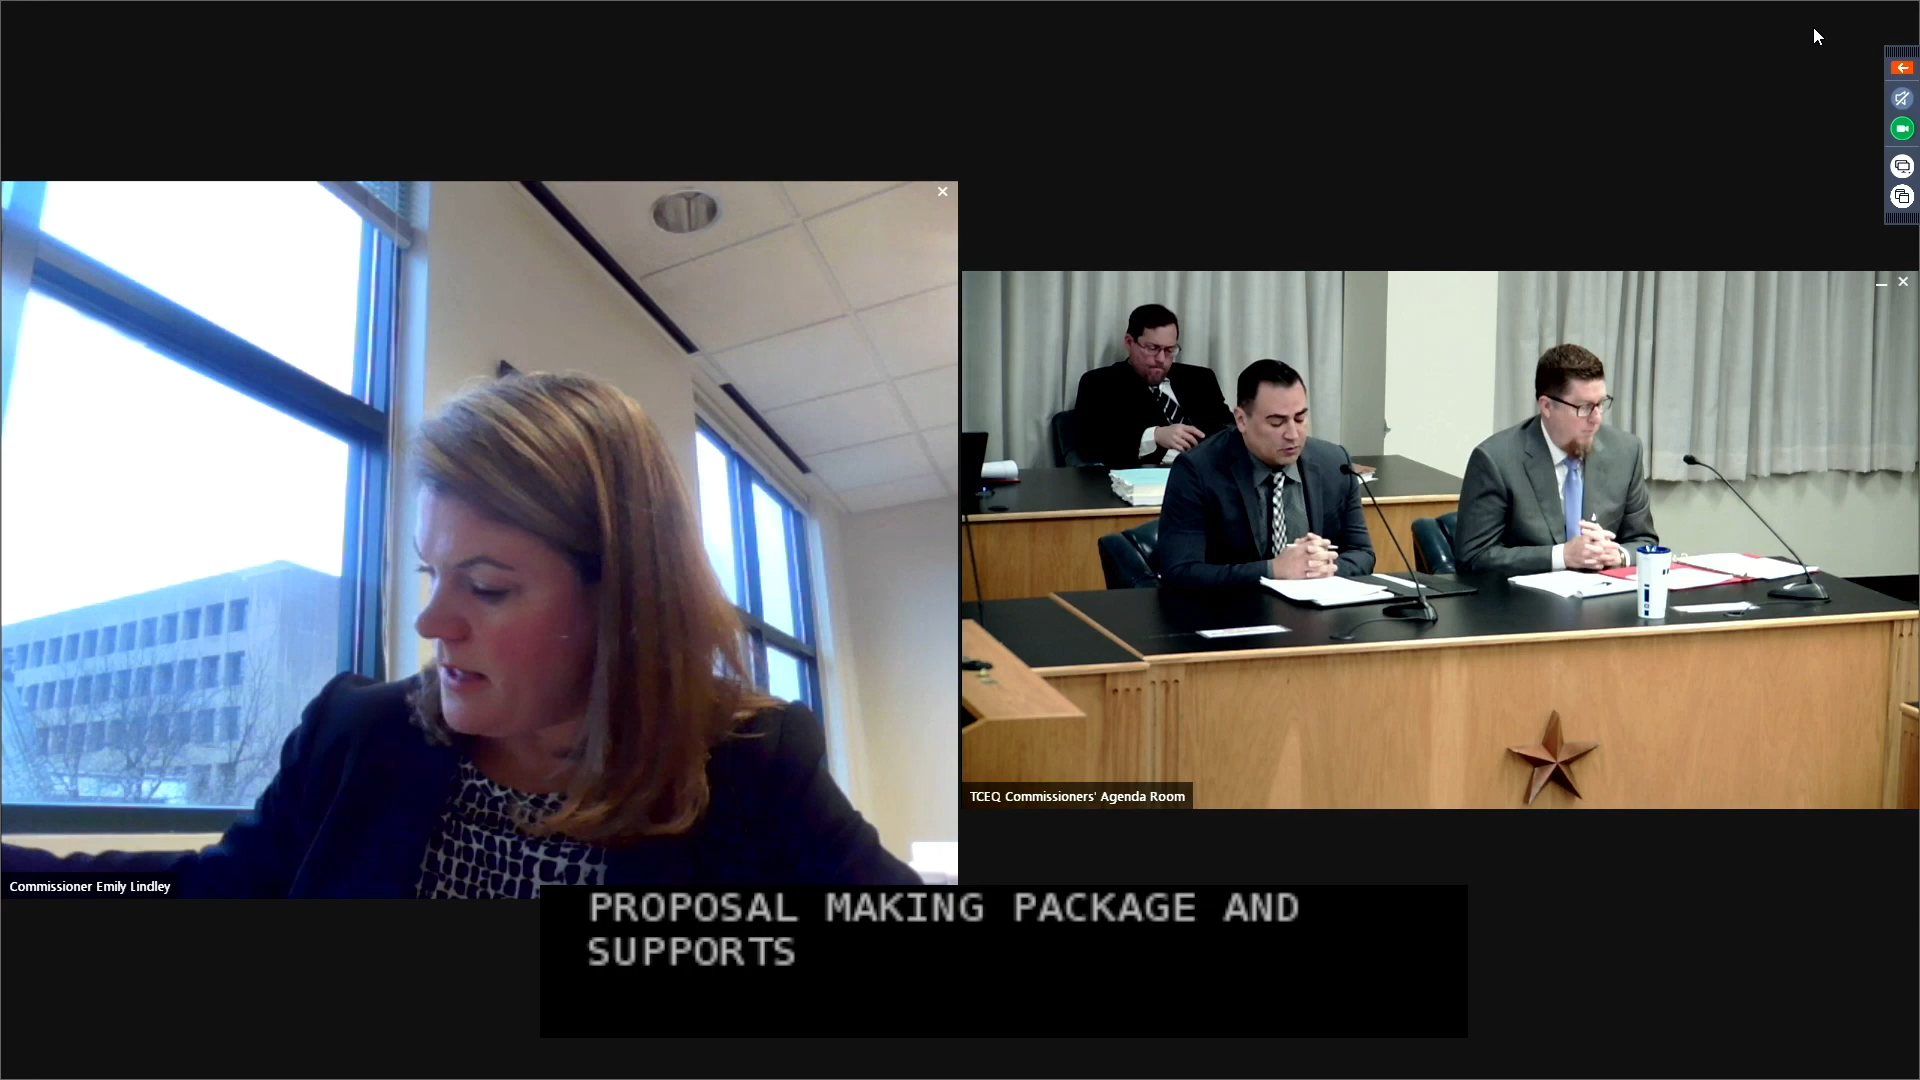 TCEQ Commissioners' Agenda Room
Commissioner Emily Lindley
PROPOSAL MAKING PACKAGE AND
SUPPORTS